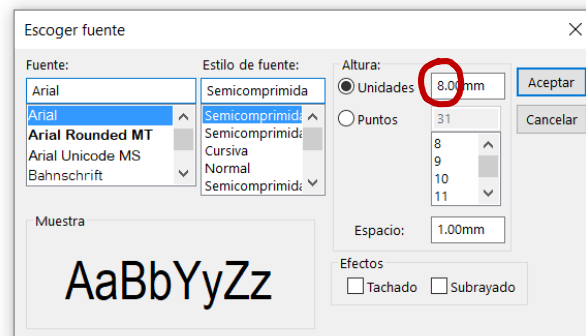 Escoger fuente
Fuente:
Arial
Arial
Arial Rounded MT
Arial Unicode MS
Bahnschrift
Estilo de fuente:
Semicomprimida
Semicomprimida
Semicomprimida
Cursiva
Normal
Semicomprimida
Altura:
Unidades 8.00mm
Puntos 31
8
9
10
11
Espacio: 1.00mm
Aceptar
Cancelar
Muestra
AaBbYyZz
Efectos
Tachado Subrayado